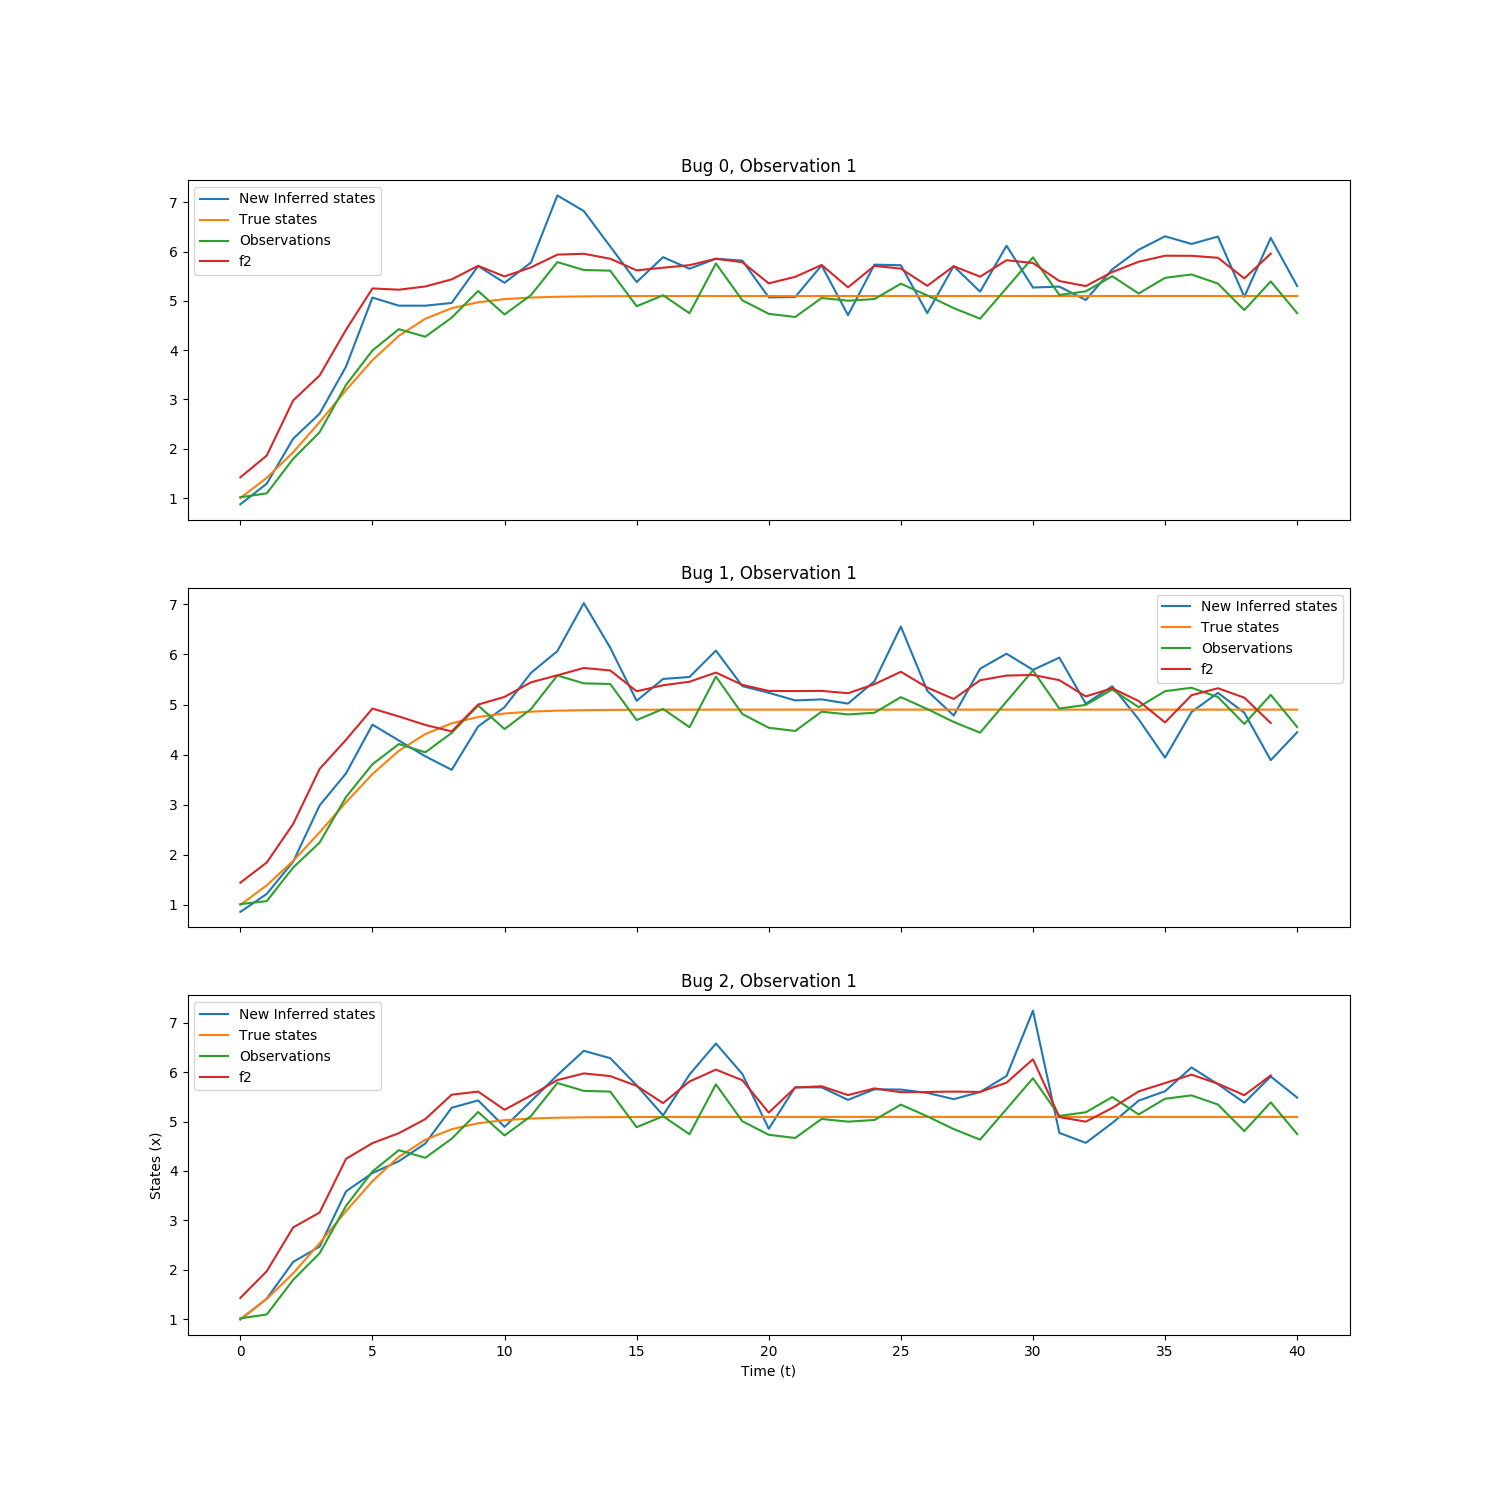 Bug 0, Observation 1
New Inferred states
True states
Observations
f2
7
6
5
4
3
2
1
Bug 1, Observation 1
New Inferred states
True states
Observations
f2
7
6
5
4
3
2
1
Bug 2, Observation 1
New Inferred states
True states
Observations
f2
7
6
5
4
3
2
1
States (x)
0 5 10 15 20 25 30 35 40
Time (t)